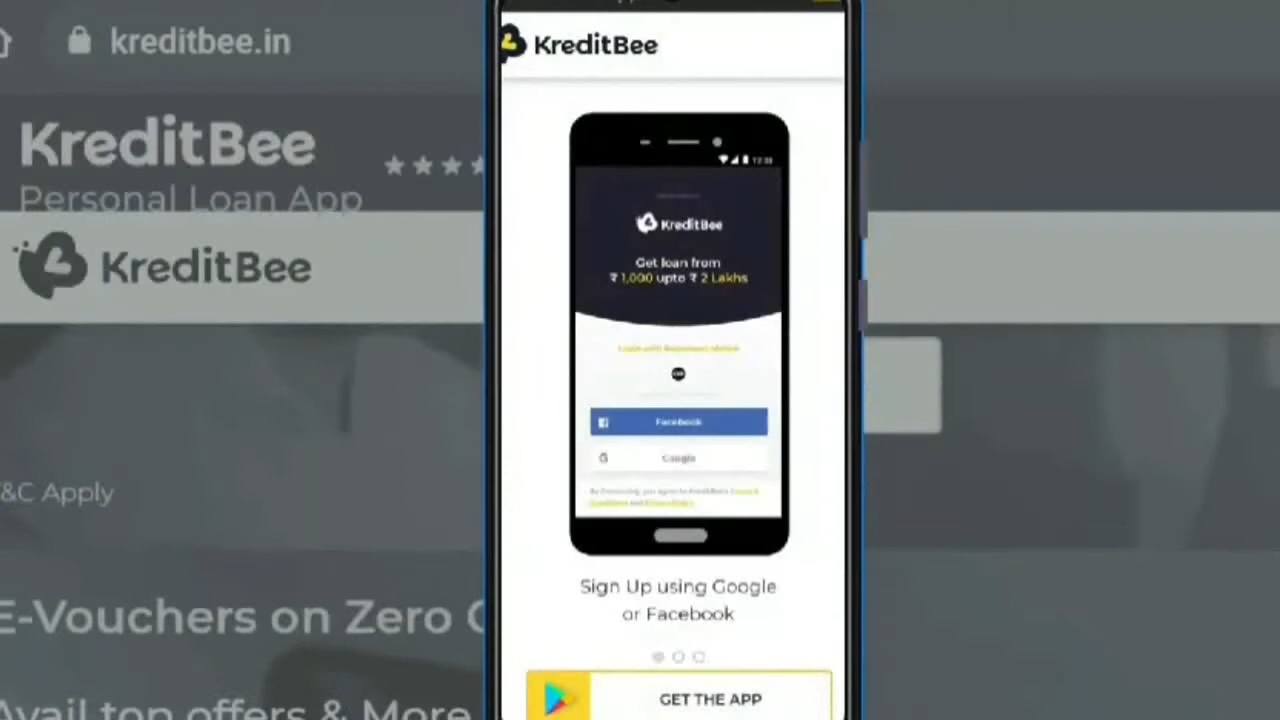 kreditbee.in
KreditBee
Personal Loan App
KreditBee
&C Apply
E-Vouchers on Zero
Avail top offers & More
KreditBee
KreditBee
Get loan from
₹ 1,000 upto ₹ 2 Lakhs
OR
Facebook
G
Google
Sign Up using Google
or Facebook
GET THE APP